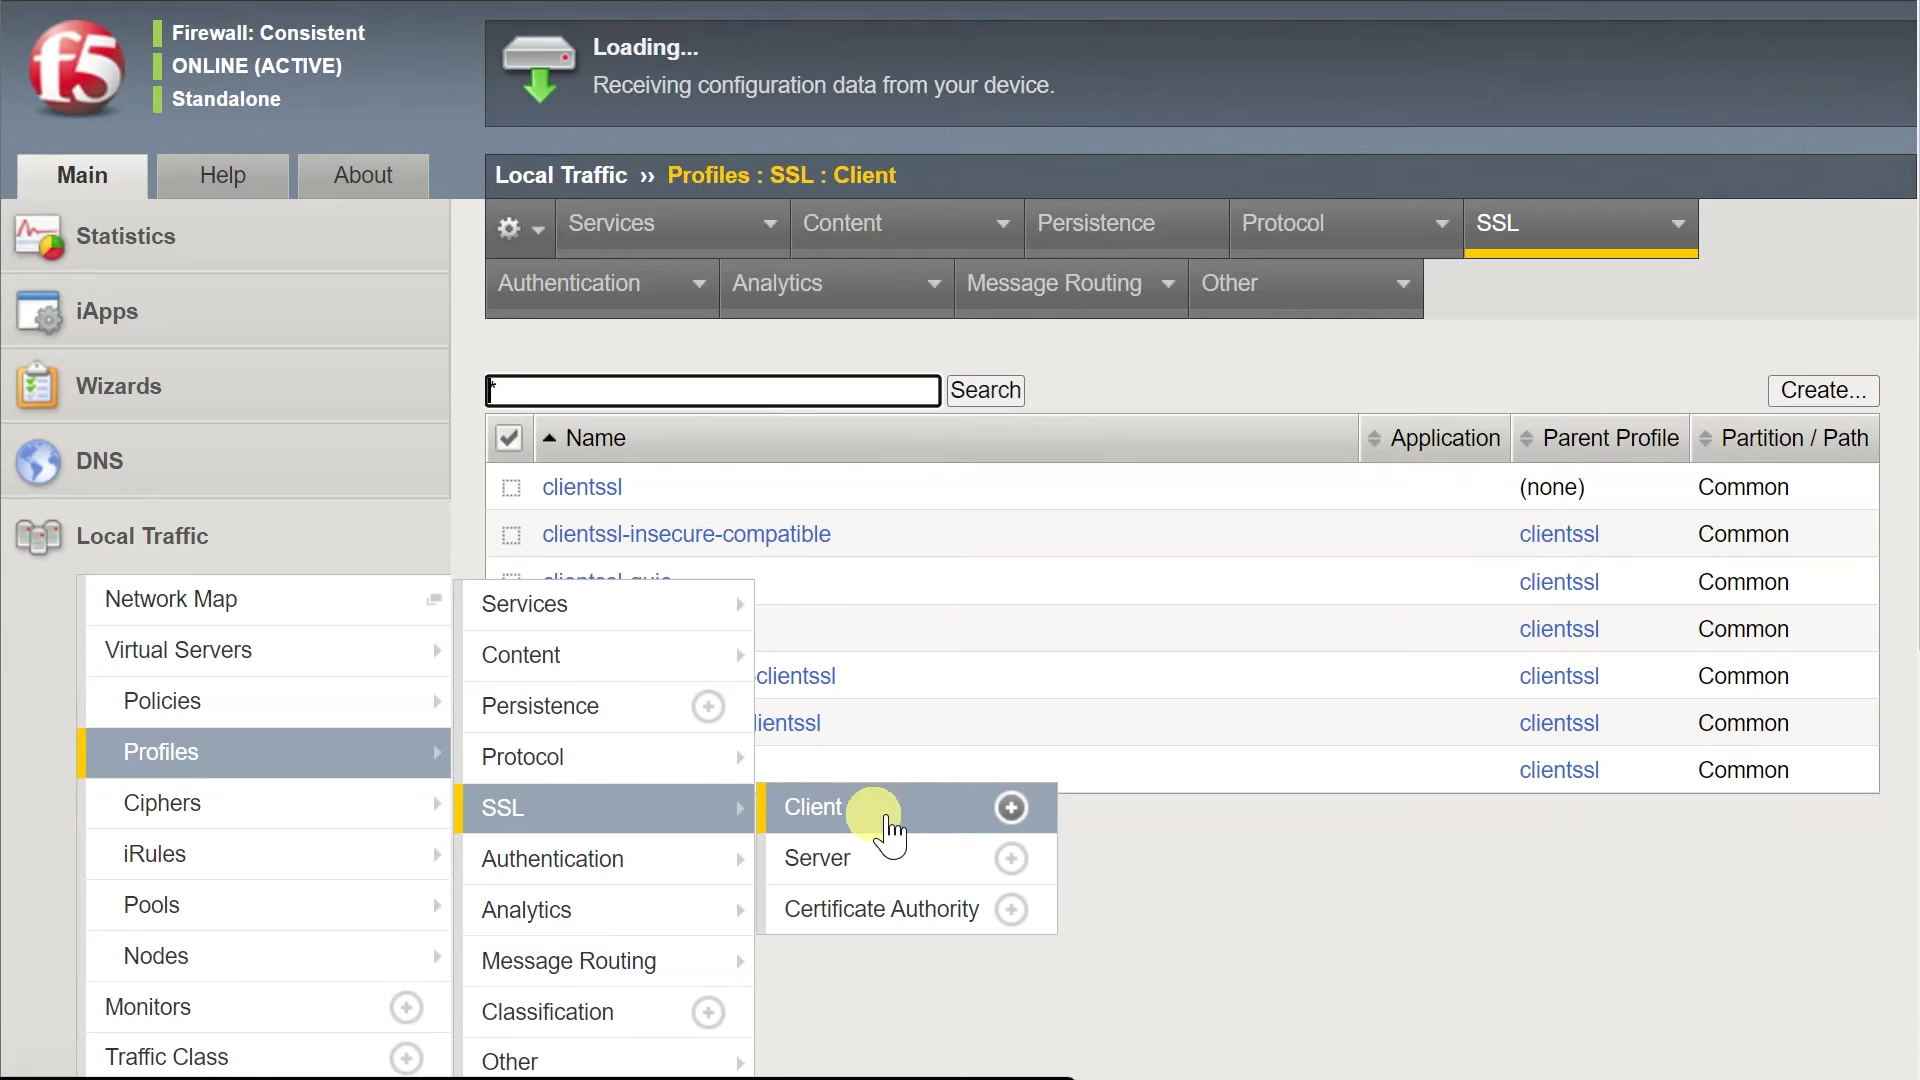 f5
Firewall: Consistent
ONLINE (ACTIVE)
Standalone
Loading...
Receiving configuration data from your device.
Main
Help
About
Local Traffic ›› Profiles : SSL : Client
Services
Content
Persistence
Protocol
SSL
Authentication
Analytics
Message Routing
Other
Statistics
iApps
Wizards
DNS
Local Traffic
*
Search
Create...
Name
Application
Parent Profile
Partition / Path
clientssl
(none)
Common
clientssl-insecure-compatible
clientssl
Common
clientssl
Common
clientssl
Common
-clientssl
clientssl
Common
lientssl
clientssl
Common
clientssl
Common
Network Map
Virtual Servers
Policies
Profiles
Ciphers
iRules
Pools
Nodes
Monitors
Traffic Class
Services
Content
Persistence
Protocol
SSL
Authentication
Analytics
Message Routing
Classification
Other
Client
Server
Certificate Authority